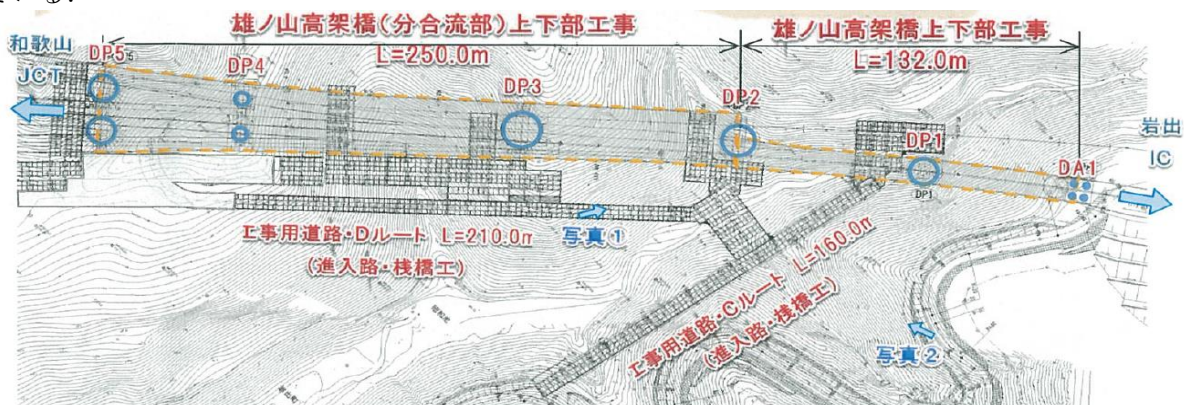 いる。
雄ノ山高架橋(分合流部)上下部工事
L=250.0m
雄ノ山高架橋上下部工事
L=132.0m
和歌山
JCT
DP5
DP4
DP3
DP2
DP1
DP1
DA1
岩出
IC
工事用道路・Dルート L=210.0m
(進入路・桟橋工)
写真1
工事用道路・Cルート L=160.0m
(進入路・桟橋工)
写真2